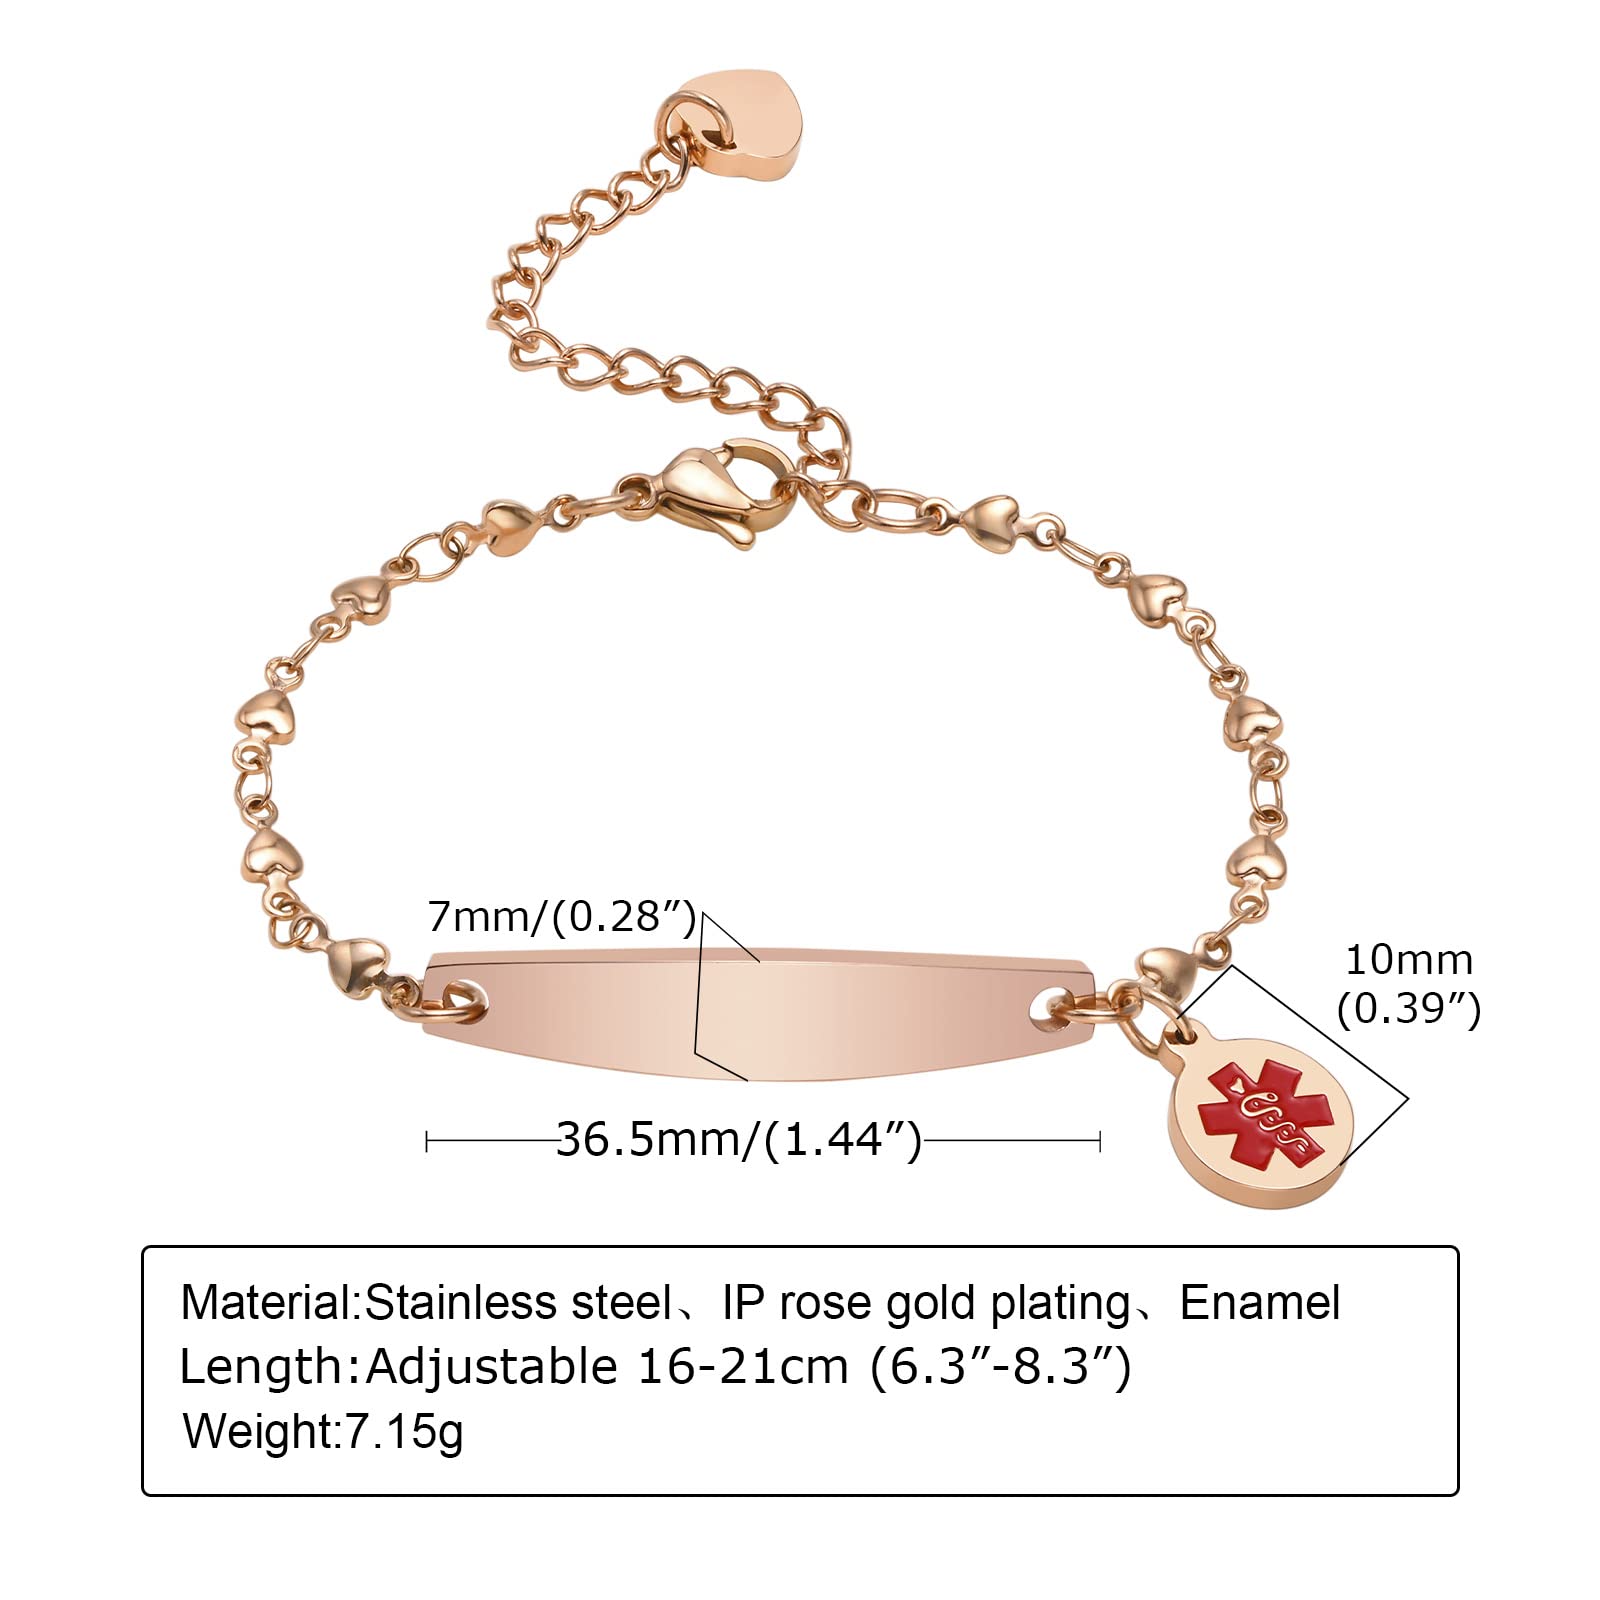 7mm/(0.28″)
10mm
(0.39″)
36.5mm/(1.44″)
Material:Stainless steel、IP rose gold plating、Enamel
Length:Adjustable 16-21cm (6.3″-8.3″)
Weight:7.15g